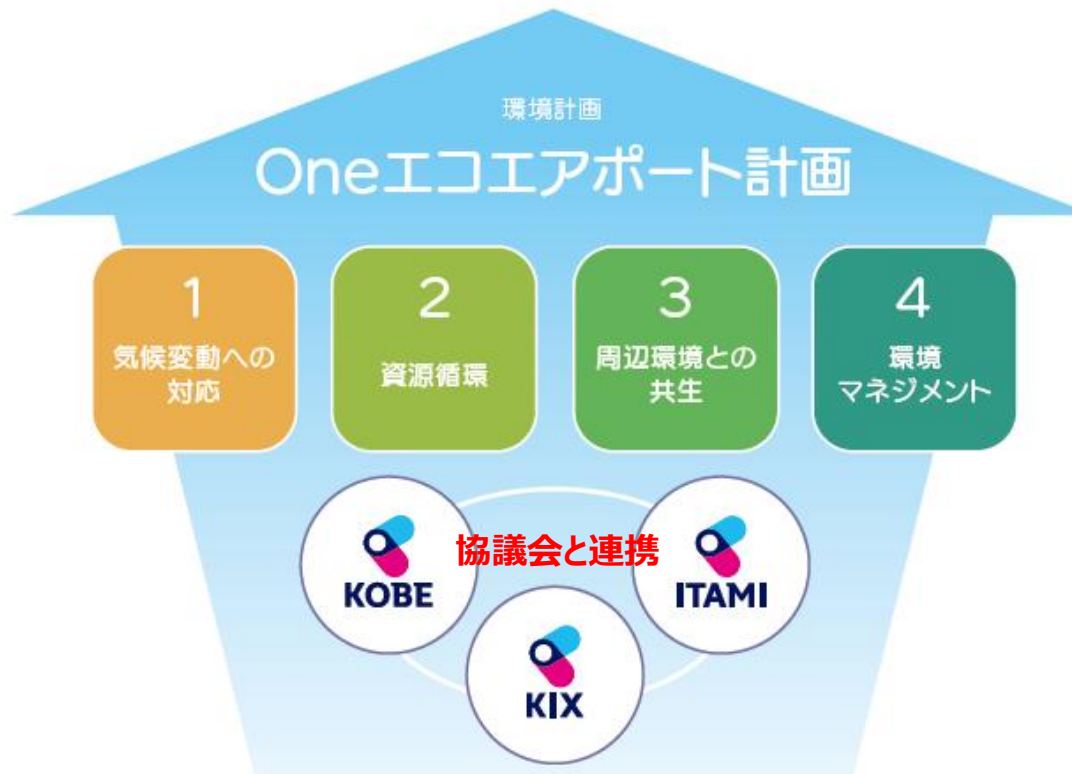 環境計画
Oneエコエアポート計画
1
気候変動への
対応
2
資源循環
3
周辺環境との
共生
4
環境
マネジメント
協議会と連携
KOBE
ITAMI
KIX